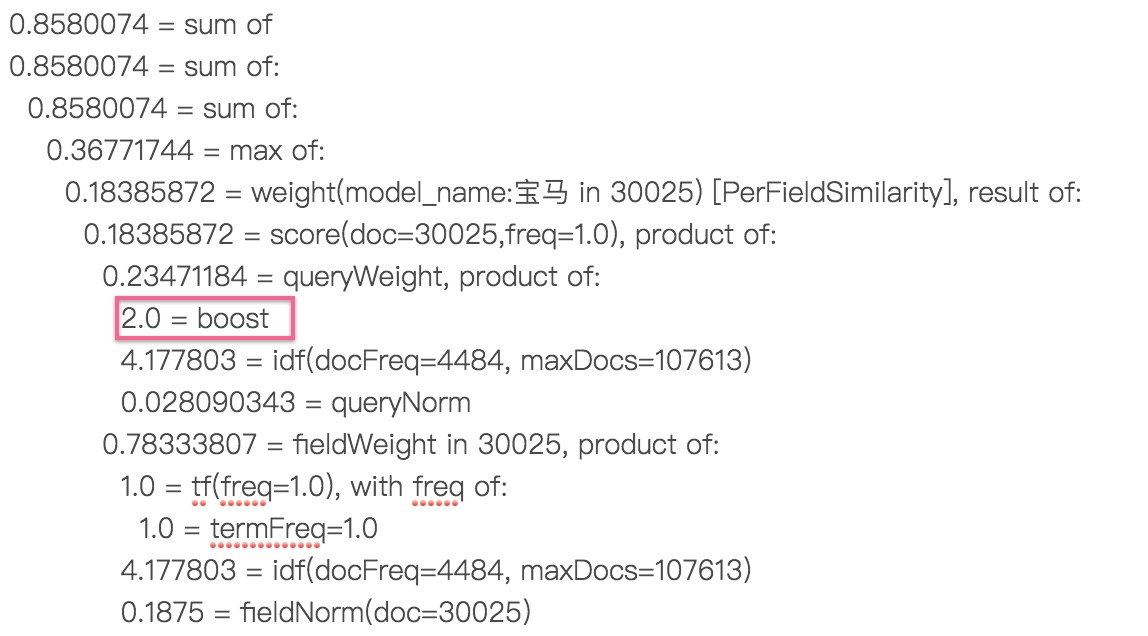 0.8580074 = sum of
0.8580074 = sum of:
0.8580074 = sum of:
0.36771744 = max of:
0.18385872 = weight(model_name:宝马 in 30025) [PerFieldSimilarity], result of:
0.18385872 = score(doc=30025,freq=1.0), product of:
0.23471184 = queryWeight, product of:
2.0 = boost
4.177803 = idf(docFreq=4484, maxDocs=107613)
0.028090343 = queryNorm
0.78333807 = fieldWeight in 30025, product of:
1.0 = tf(freq=1.0), with freq of:
1.0 = termFreq=1.0
4.177803 = idf(docFreq=4484, maxDocs=107613)
0.1875 = fieldNorm(doc=30025)